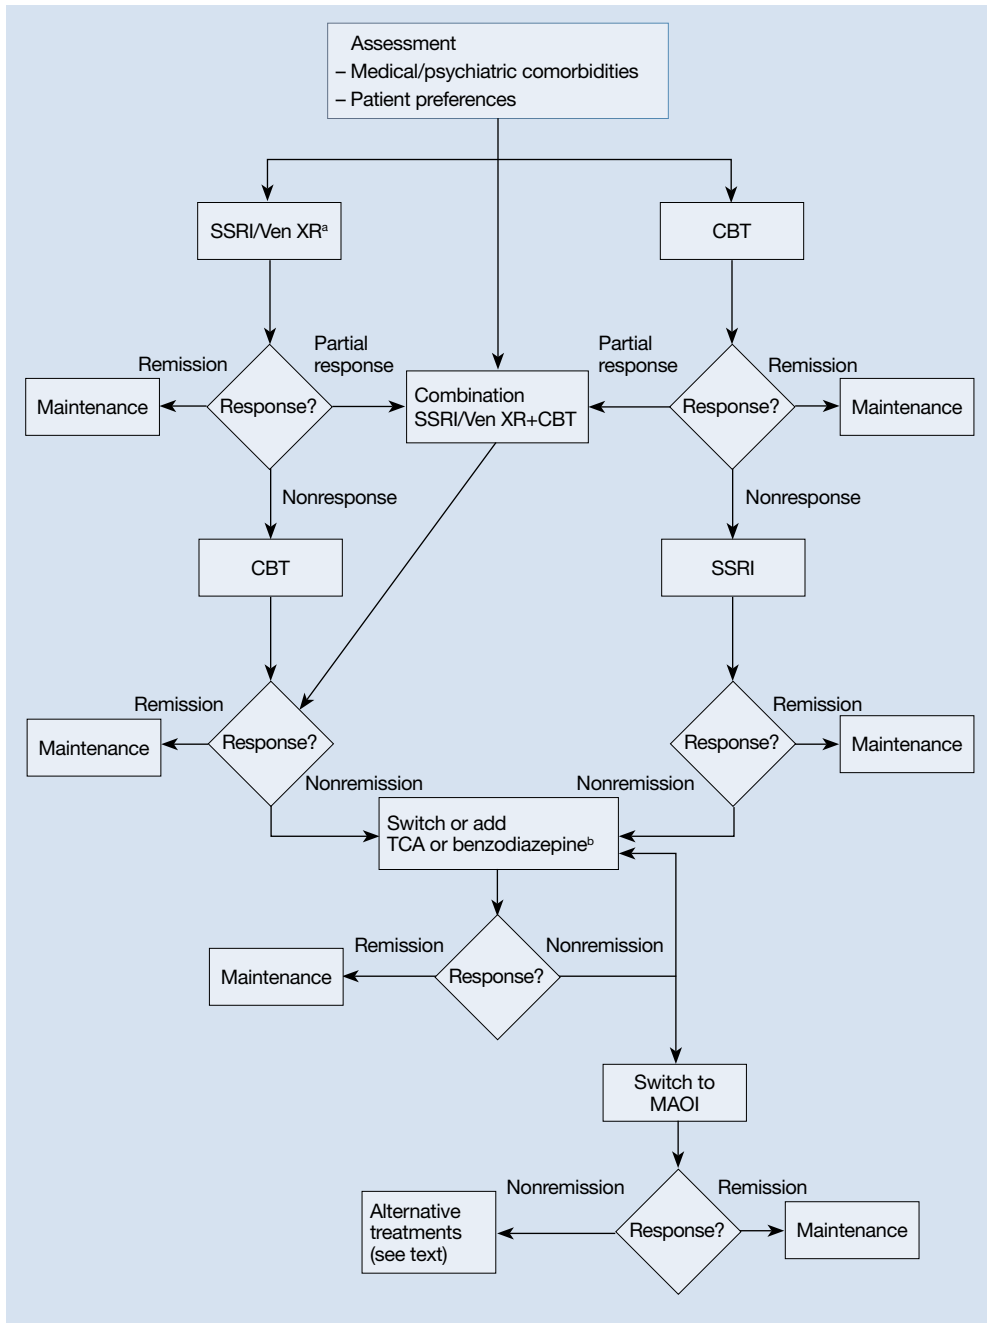 Assessment
– Medical/psychiatric comorbidities
– Patient preferences
SSRI/Ven XRᵃ
CBT
Remission
Partial
response
Partial
response
Remission
Maintenance
Response?
Combination
SSRI/Ven XR+CBT
Response?
Maintenance
Nonresponse
Nonresponse
CBT
SSRI
Remission
Remission
Maintenance
Response?
Response?
Maintenance
Nonremission
Nonremission
Switch or add
TCA or benzodiazepineᵇ
Remission
Nonremission
Maintenance
Response?
Switch to
MAOI
Nonremission
Remission
Alternative
treatments
(see text)
Response?
Maintenance